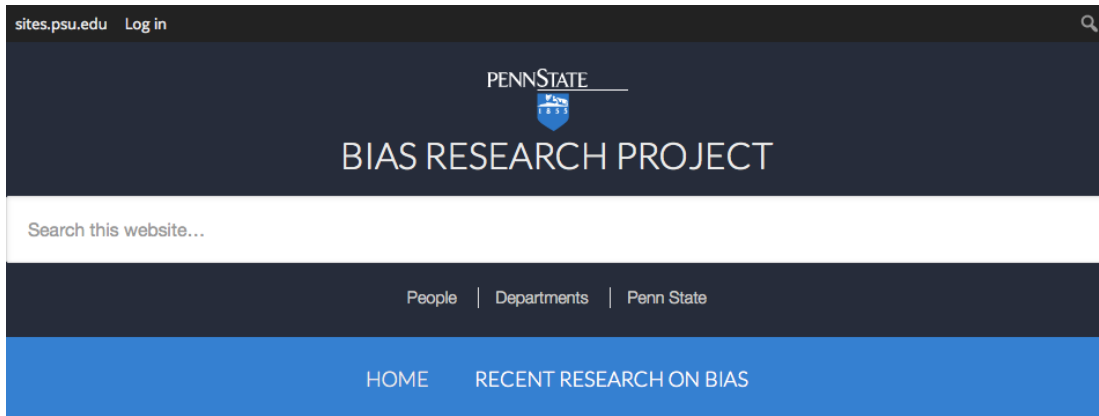 sites.psu.edu Log in
PENNSTATE
1855
BIAS RESEARCH PROJECT
Search this website...
People | Departments | Penn State
HOME RECENT RESEARCH ON BIAS